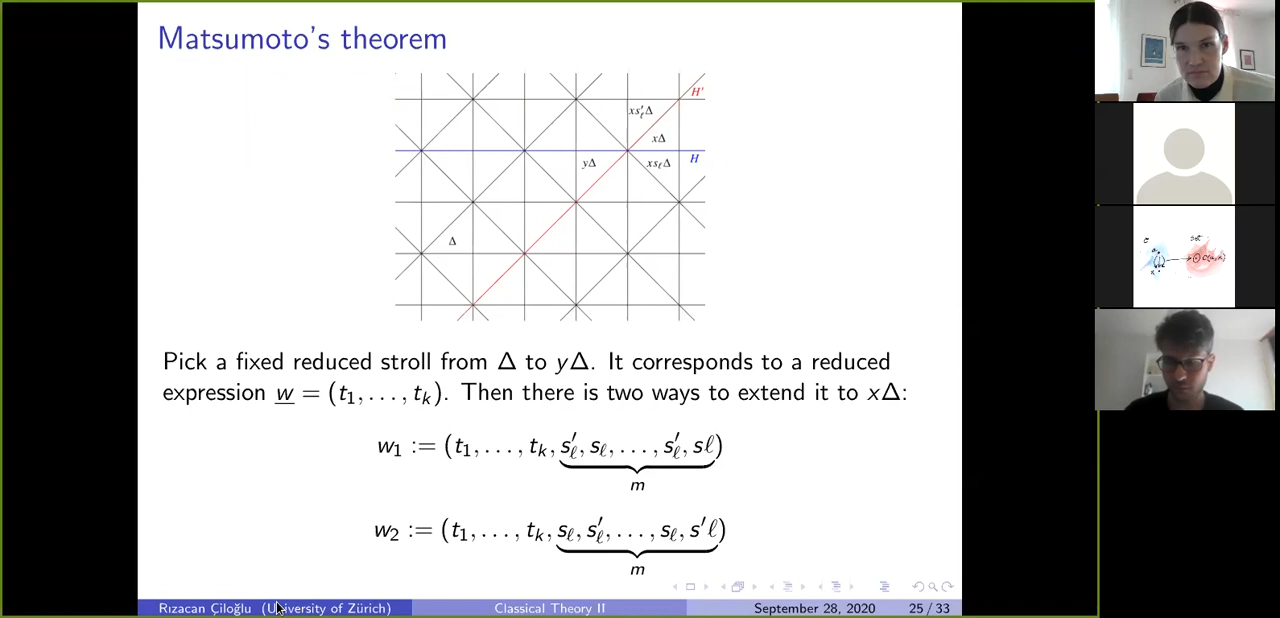 Matsumoto's theorem
H'
xs′ℓΔ
xΔ
yΔ
xsℓΔ
H
Δ
Pick a fixed reduced stroll from Δ to yΔ. It corresponds to a reduced
expression w = (t₁, . . . , tₖ). Then there is two ways to extend it to xΔ:
w₁ := (t₁, . . . , tₖ, s′ℓ, sℓ, . . . , s′ℓ, sℓ)
m
w₂ := (t₁, . . . , tₖ, sℓ, s′ℓ, . . . , sℓ, s′ℓ)
m
Rızacan Çiloğlu (University of Zürich)
Classical Theory II
September 28, 2020
25 / 33